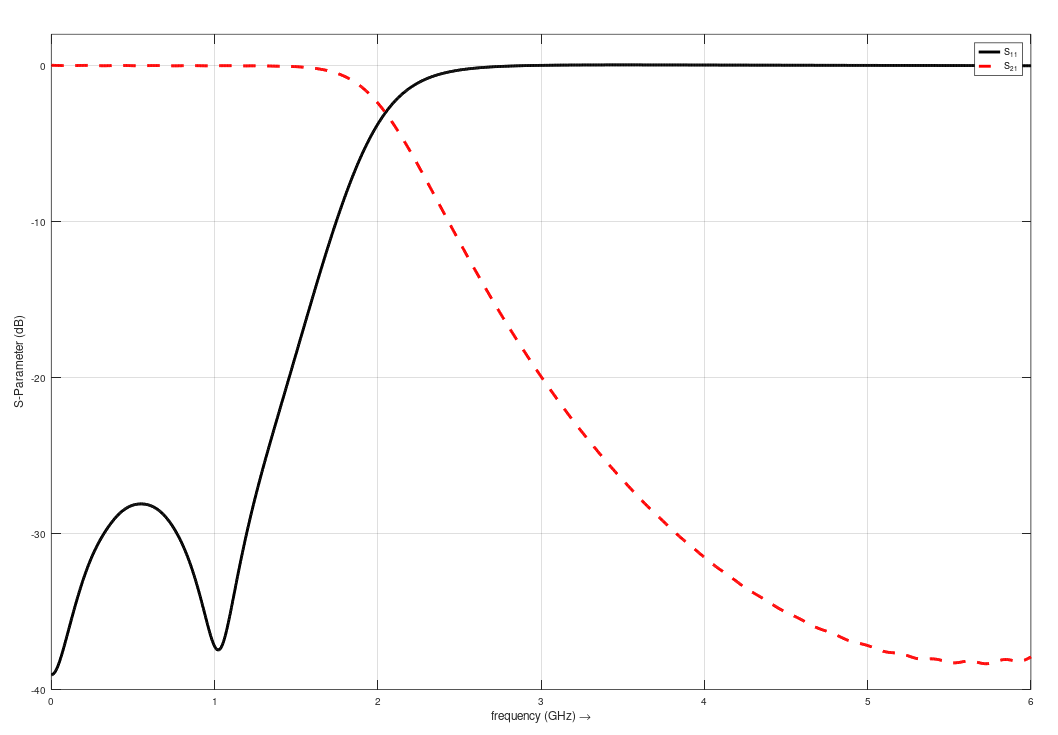 S₁₁
S₂₁
0
-10
-20
-30
-40
S-Parameter (dB)
0 1 2 3 4 5 6
frequency (GHz) →